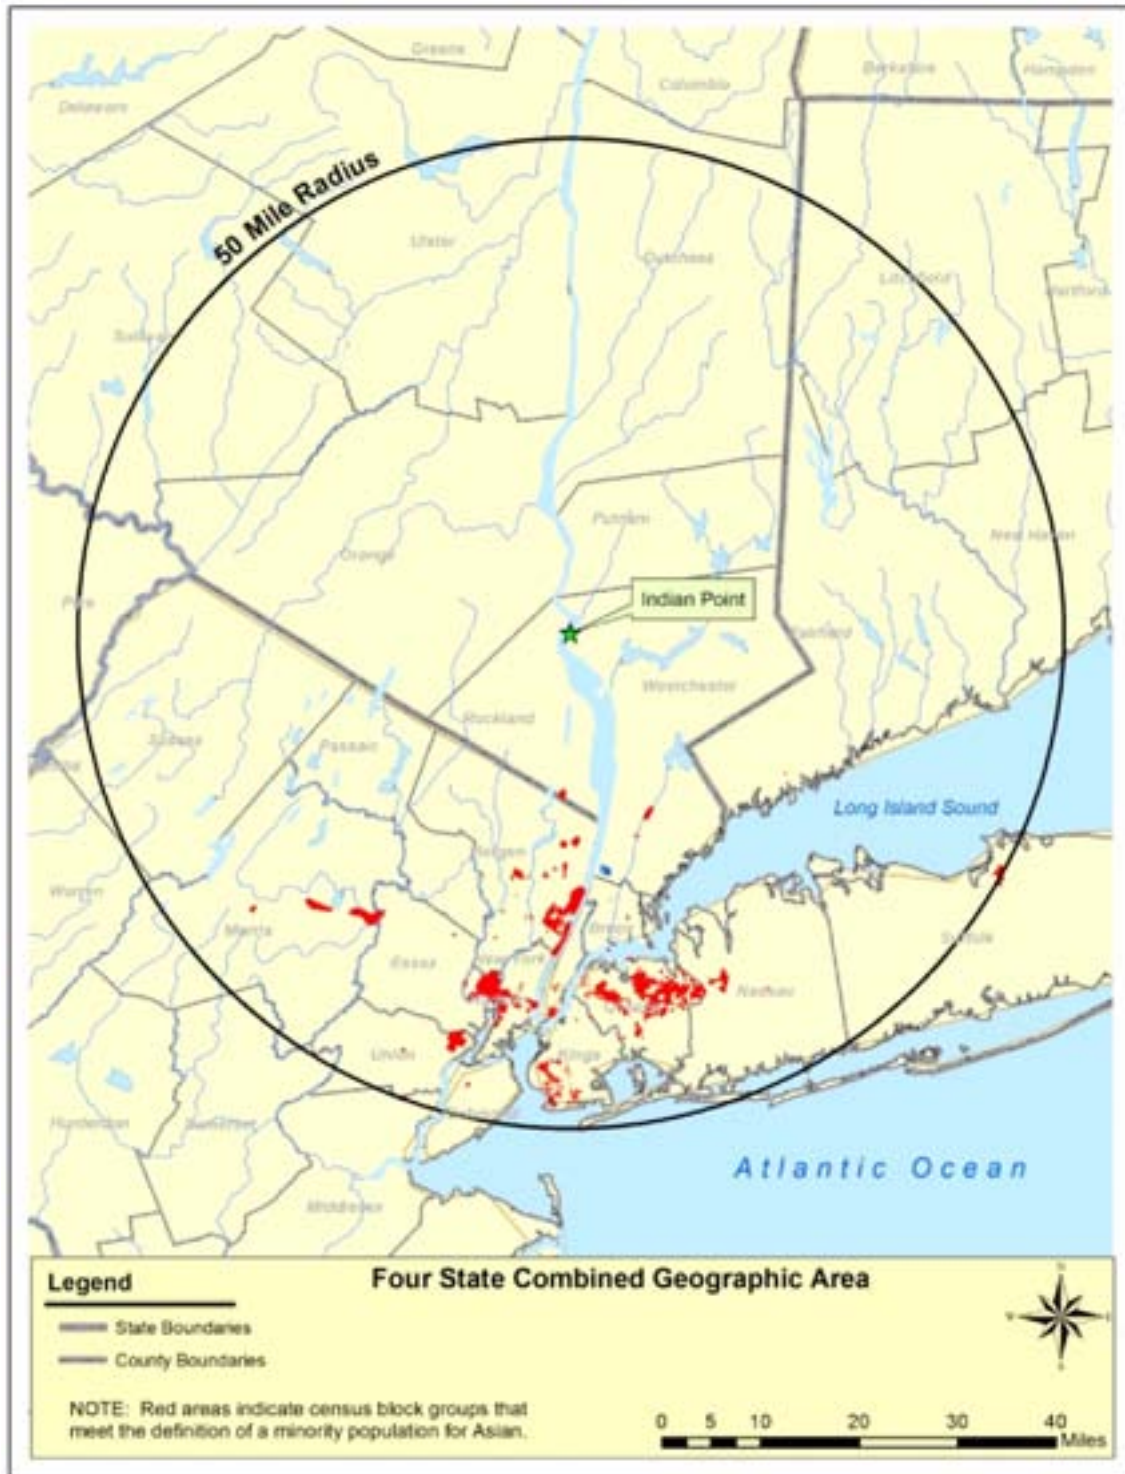 Greene
Columbia
Berkshire
Hampden
Delaware
50 Mile Radius
Ulster
Dutchess
Litchfield
Hartford
Sullivan
Putnam
New Haven
Orange
Indian Point
Pike
Fairfield
Westchester
Rockland
Sussex
Passaic
Long Island Sound
Bergen
Warren
Morris
Bronx
Suffolk
Essex
New York
Nassau
Union
Kings
Hunterdon
Somerset
Atlantic Ocean
Middlesex
Legend
Four State Combined Geographic Area
State Boundaries
County Boundaries
NOTE: Red areas indicate census block groups that
meet the definition of a minority population for Asian.
N
W
E
S
0 5 10 20 30 40
Miles